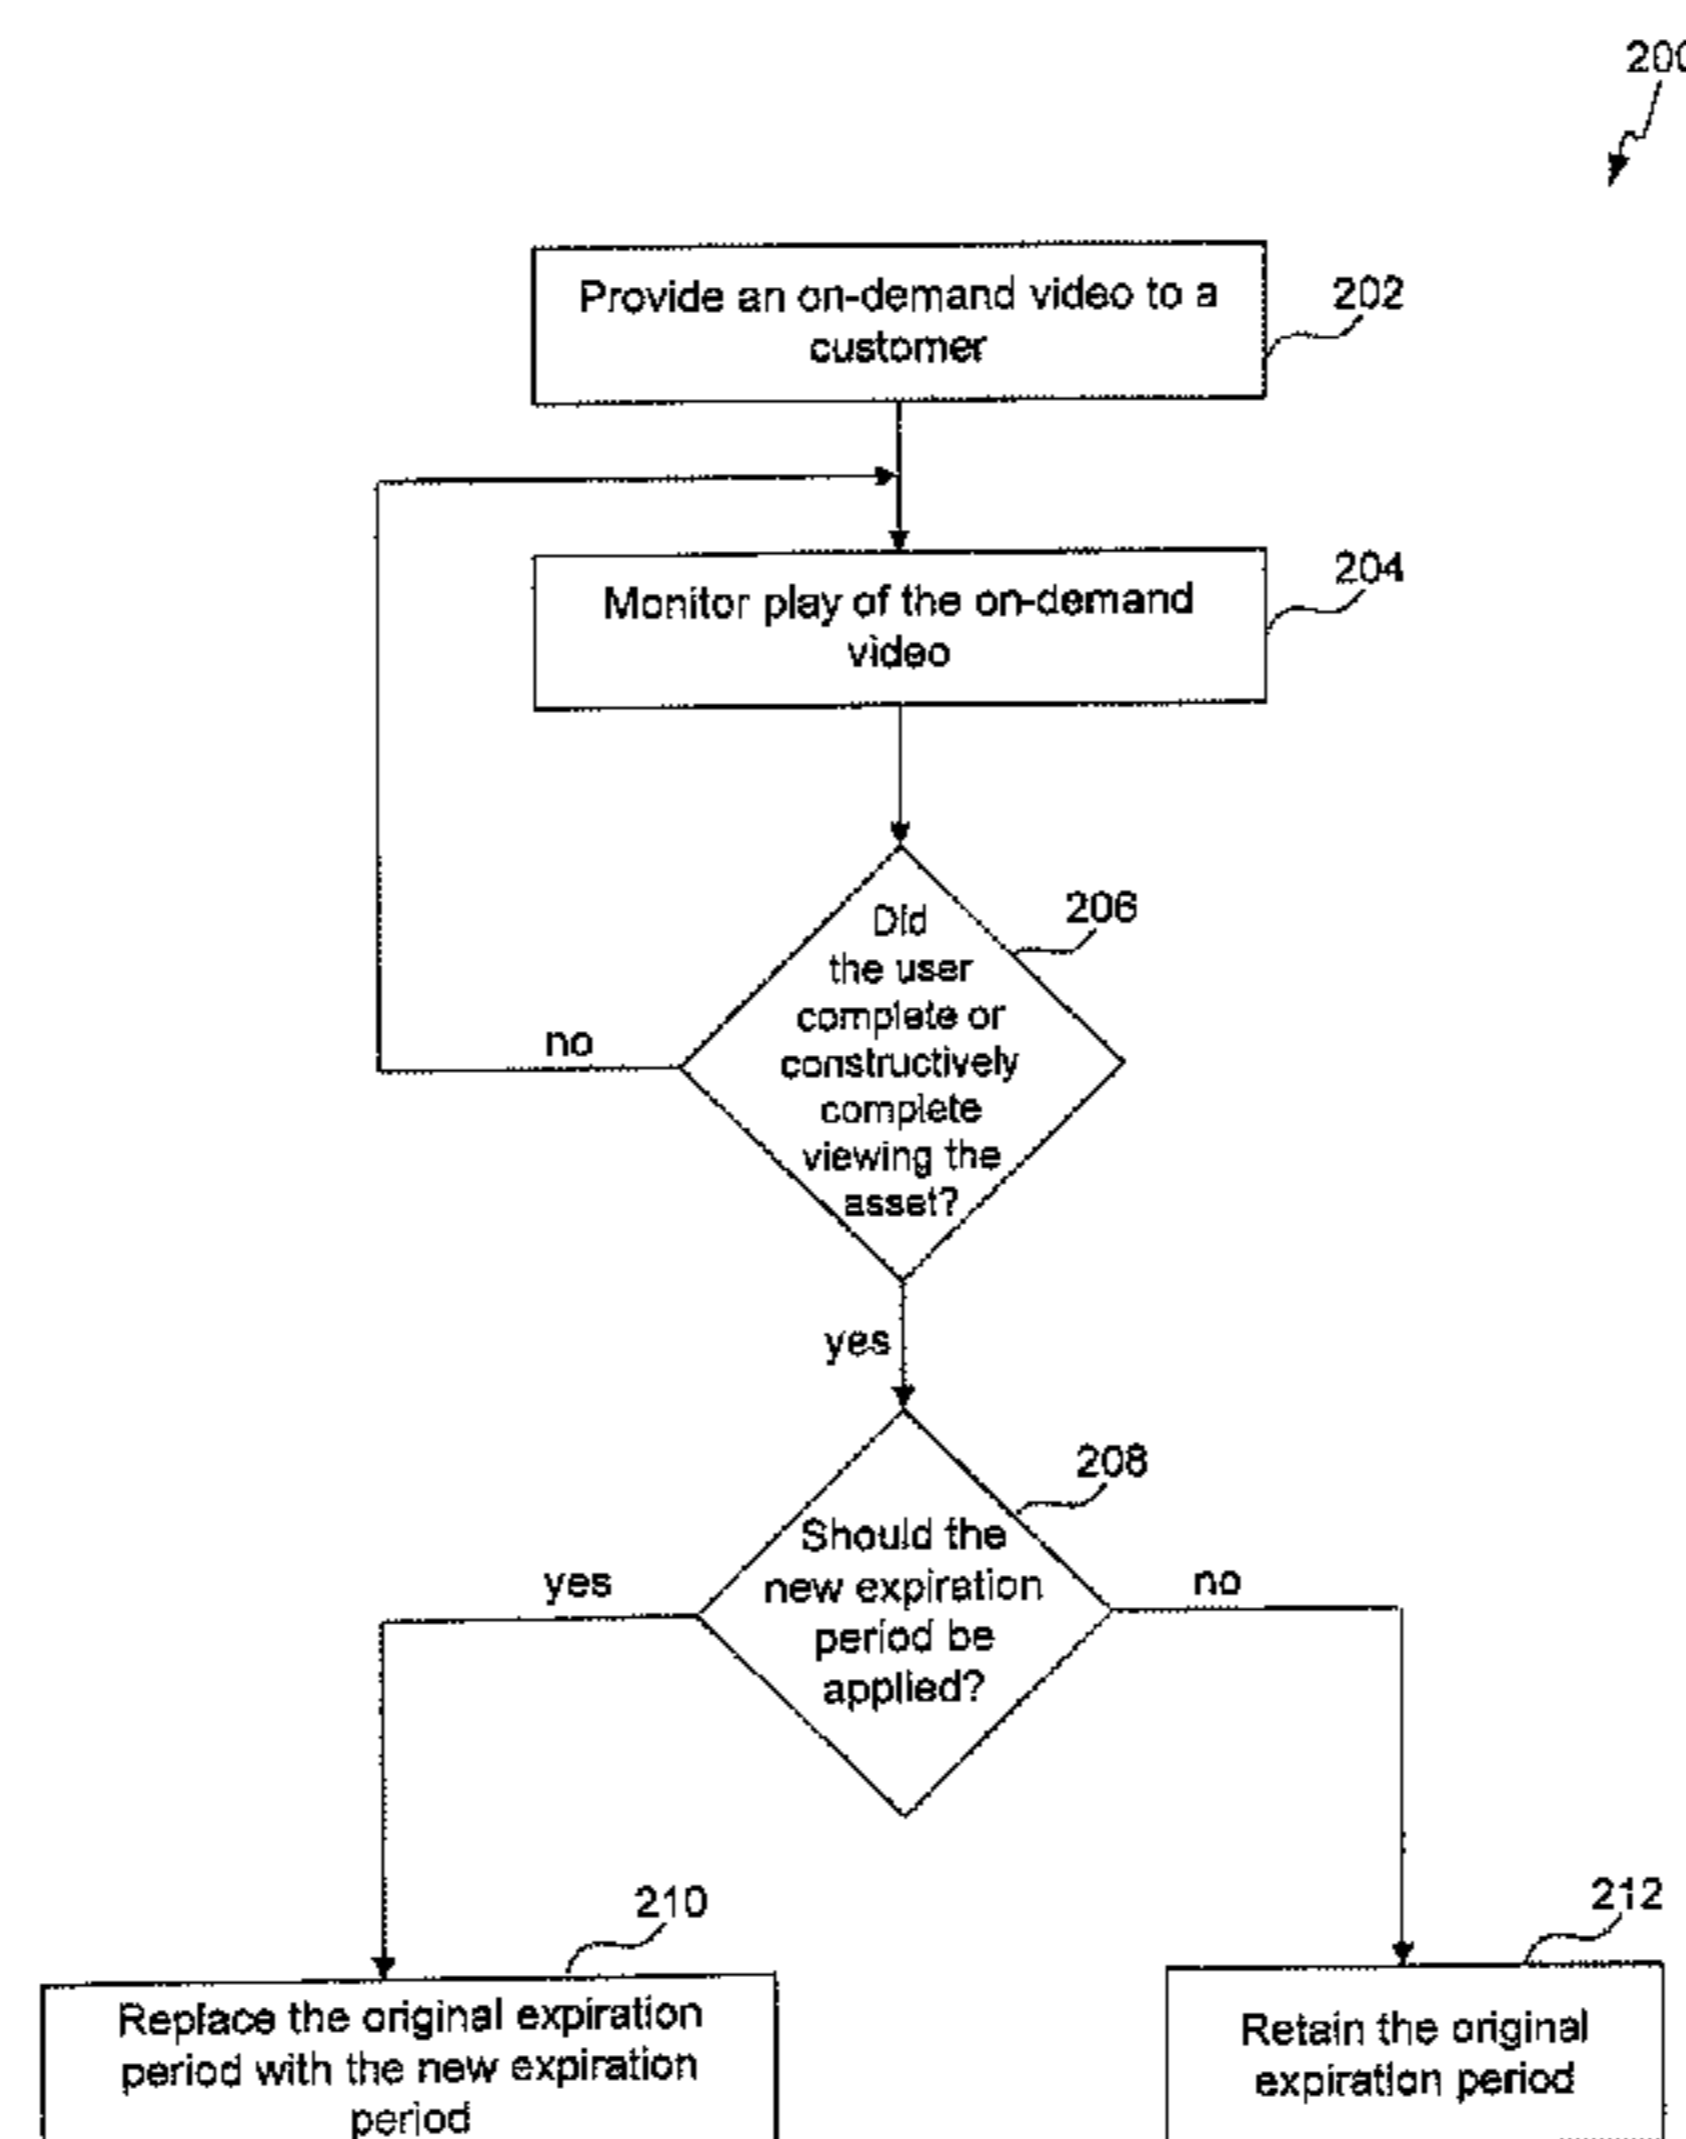 200
Provide an on-demand video to a
customer
202
Monitor play of the on-demand
video
204
Did
the user
complete or
constructively
complete
viewing the
asset?
206
no
yes
Should the
new expiration
period be
applied?
208
yes
no
210
212
Replace the original expiration
period with the new expiration
period
Retain the original
expiration period